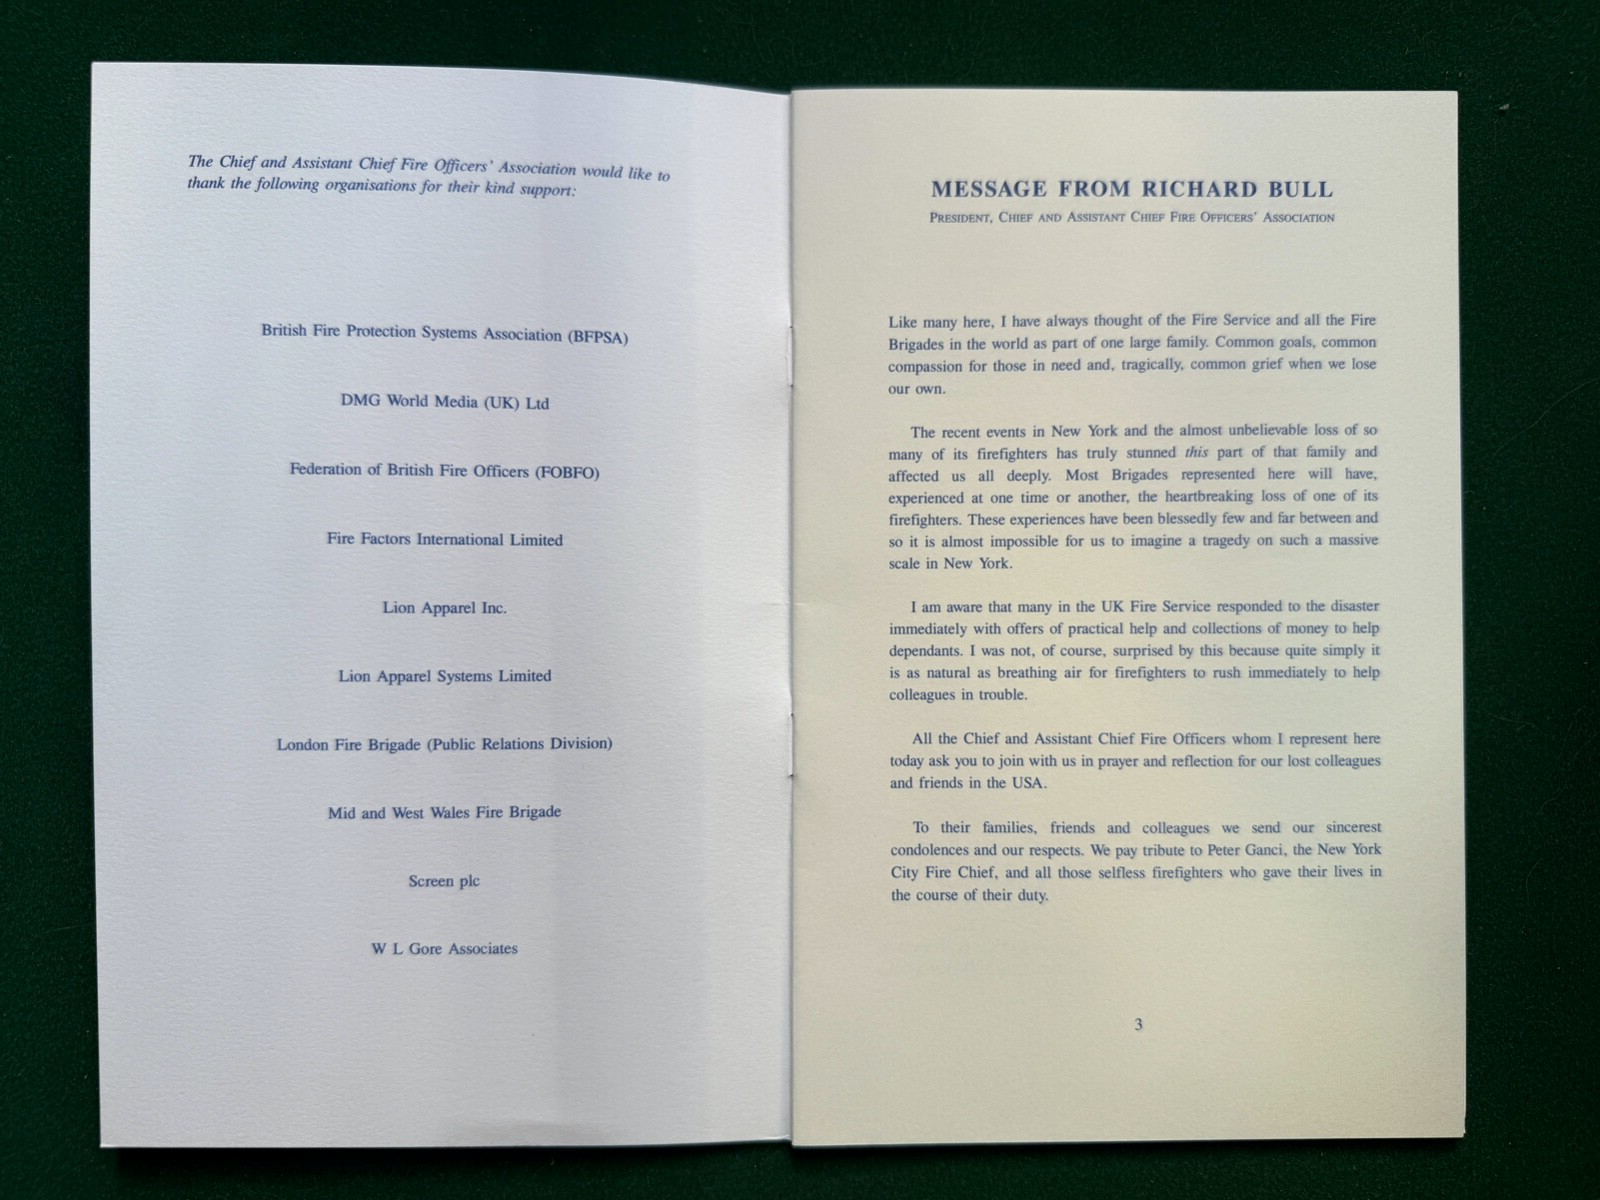 The Chief and Assistant Chief Fire Officers' Association would like to
thank the following organisations for their kind support:
British Fire Protection Systems Association (BFPSA)
DMG World Media (UK) Ltd
Federation of British Fire Officers (FOBFO)
Fire Factors International Limited
Lion Apparel Inc.
Lion Apparel Systems Limited
London Fire Brigade (Public Relations Division)
Mid and West Wales Fire Brigade
Screen plc
W L Gore Associates
MESSAGE FROM RICHARD BULL
President, Chief and Assistant Chief Fire Officers' Association
Like many here, I have always thought of the Fire Service and all the Fire
Brigades in the world as part of one large family. Common goals, common
compassion for those in need and, tragically, common grief when we lose
our own.
The recent events in New York and the almost unbelievable loss of so
many of its firefighters has truly stunned this part of that family and
affected us all deeply. Most Brigades represented here will have,
experienced at one time or another, the heartbreaking loss of one of its
firefighters. These experiences have been blessedly few and far between and
so it is almost impossible for us to imagine a tragedy on such a massive
scale in New York.
I am aware that many in the UK Fire Service responded to the disaster
immediately with offers of practical help and collections of money to help
dependants. I was not, of course, surprised by this because quite simply it
is as natural as breathing air for firefighters to rush immediately to help
colleagues in trouble.
All the Chief and Assistant Chief Fire Officers whom I represent here
today ask you to join with us in prayer and reflection for our lost colleagues
and friends in the USA.
To their families, friends and colleagues we send our sincerest
condolences and our respects. We pay tribute to Peter Ganci, the New York
City Fire Chief, and all those selfless firefighters who gave their lives in
the course of their duty.
3